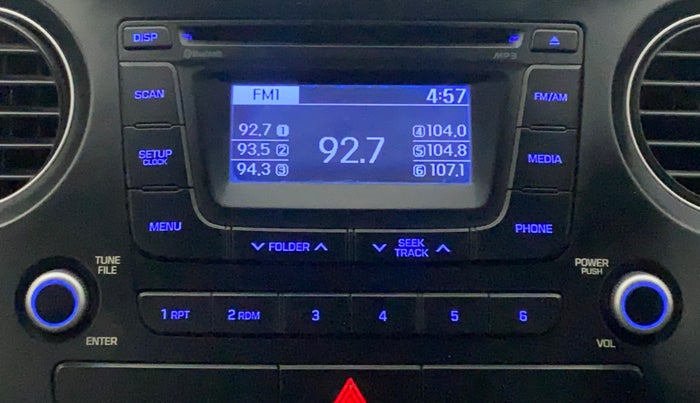 DISP
Bluetooth
MP3
SCAN
FM1 4:57
FM/AM
92.7 1
93.5 2
94.3 3
92.7
4 104.0
5 104.8
6 107.1
SETUP
CLOCK
MEDIA
MENU
FOLDER
SEEK
TRACK
PHONE
TUNE
FILE
POWER
PUSH
1 RPT
2 RDM
3
4
5
6
ENTER
VOL